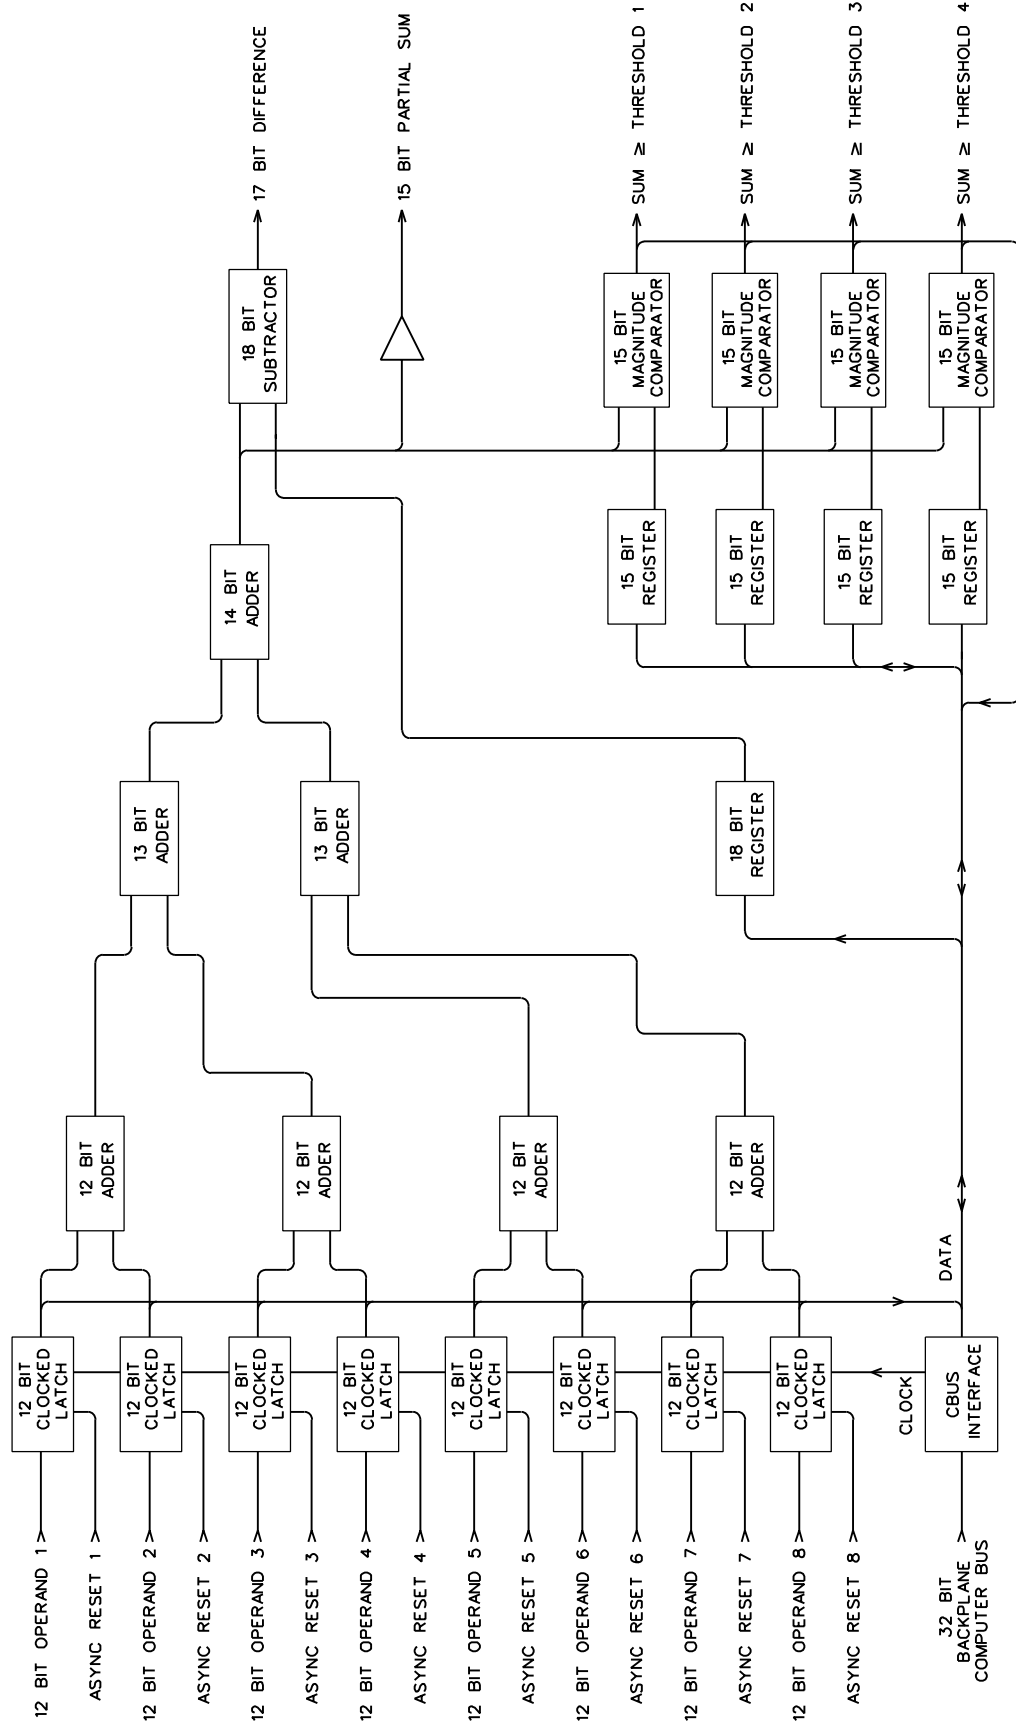 12 BIT OPERAND 1
ASYNC RESET 1
12 BIT OPERAND 2
ASYNC RESET 2
12 BIT OPERAND 3
ASYNC RESET 3
12 BIT OPERAND 4
ASYNC RESET 4
12 BIT OPERAND 5
ASYNC RESET 5
12 BIT OPERAND 6
ASYNC RESET 6
12 BIT OPERAND 7
ASYNC RESET 7
12 BIT OPERAND 8
ASYNC RESET 8
32 BIT
BACKPLANE
COMPUTER BUS
12 BIT
CLOCKED
LATCH
12 BIT
CLOCKED
LATCH
12 BIT
CLOCKED
LATCH
12 BIT
CLOCKED
LATCH
12 BIT
CLOCKED
LATCH
12 BIT
CLOCKED
LATCH
12 BIT
CLOCKED
LATCH
12 BIT
CLOCKED
LATCH
CLOCK
CBUS
INTERFACE
DATA
12 BIT
ADDER
12 BIT
ADDER
12 BIT
ADDER
12 BIT
ADDER
13 BIT
ADDER
13 BIT
ADDER
18 BIT
REGISTER
14 BIT
ADDER
15 BIT
REGISTER
15 BIT
REGISTER
15 BIT
REGISTER
15 BIT
REGISTER
18 BIT
SUBTRACTOR
15 BIT
MAGNITUDE
COMPARATOR
15 BIT
MAGNITUDE
COMPARATOR
15 BIT
MAGNITUDE
COMPARATOR
15 BIT
MAGNITUDE
COMPARATOR
17 BIT DIFFERENCE
15 BIT PARTIAL SUM
SUM ≥ THRESHOLD 1
SUM ≥ THRESHOLD 2
SUM ≥ THRESHOLD 3
SUM ≥ THRESHOLD 4